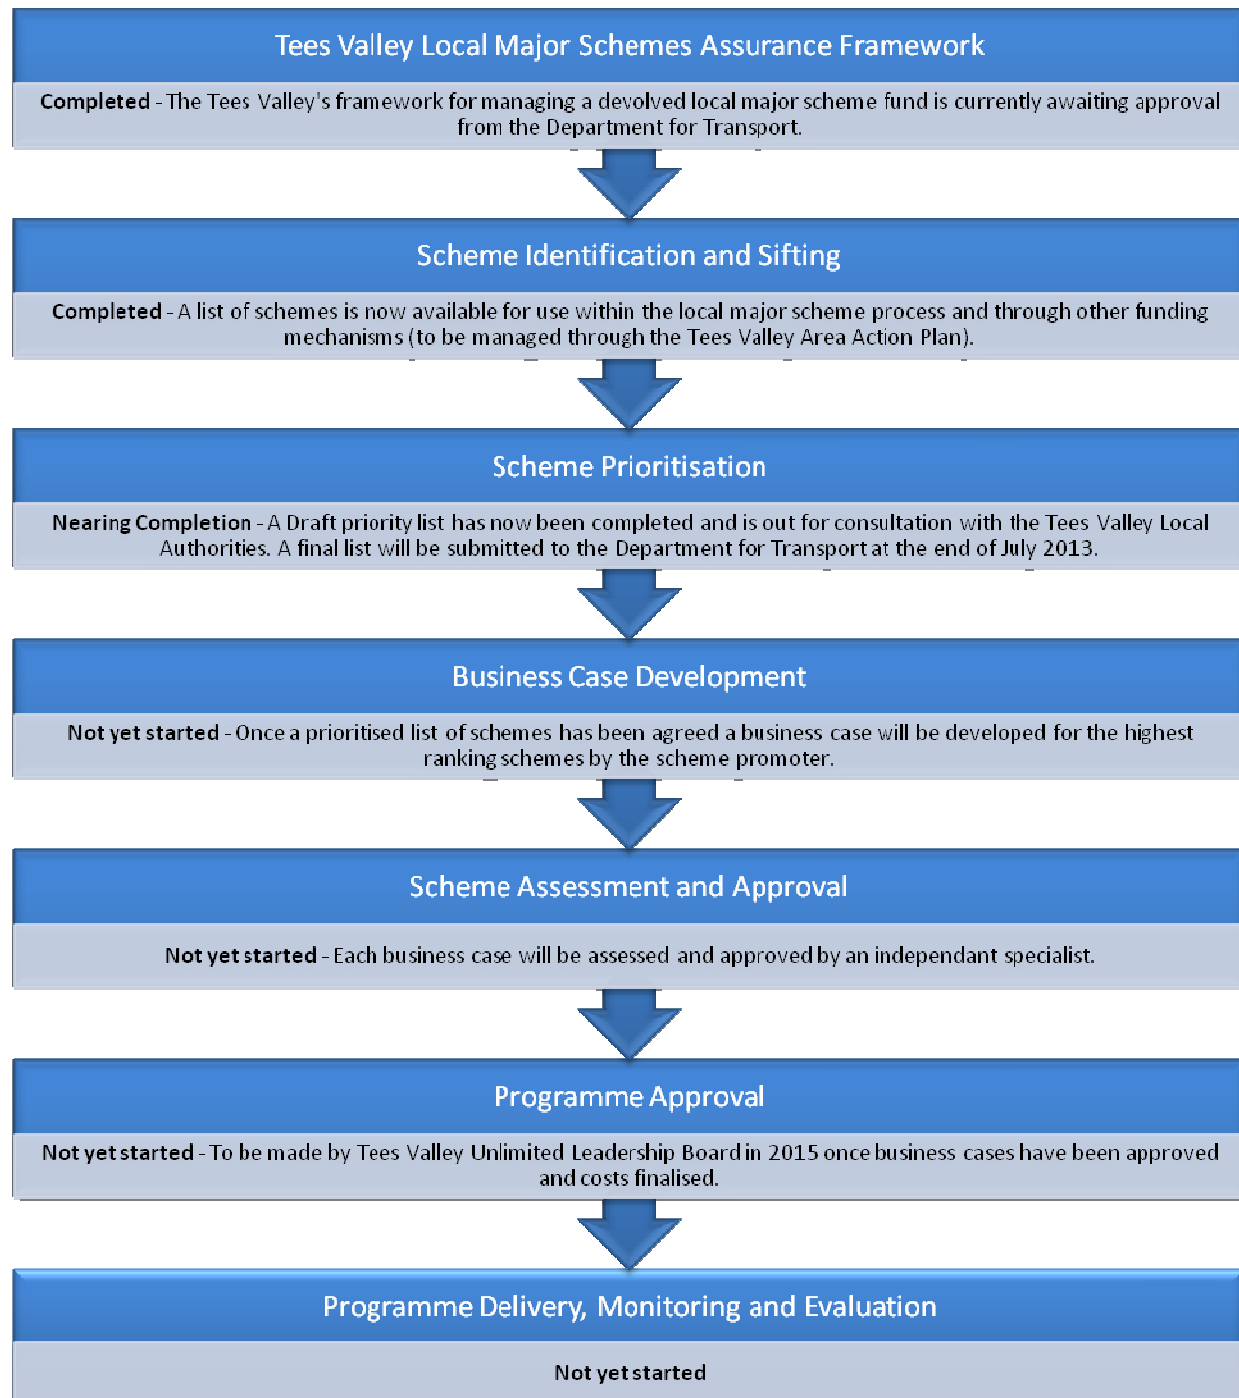 Tees Valley Local Major Schemes Assurance Framework
Completed - The Tees Valley's framework for managing a devolved local major scheme fund is currently awaiting approval
from the Department for Transport.
Scheme Identification and Sifting
Completed - A list of schemes is now available for use within the local major scheme process and through other funding
mechanisms (to be managed through the Tees Valley Area Action Plan).
Scheme Prioritisation
Nearing Completion - A Draft priority list has now been completed and is out for consultation with the Tees Valley Local
Authorities. A final list will be submitted to the Department for Transport at the end of July 2013.
Business Case Development
Not yet started - Once a prioritised list of schemes has been agreed a business case will be developed for the highest
ranking schemes by the scheme promoter.
Scheme Assessment and Approval
Not yet started - Each business case will be assessed and approved by an independant specialist.
Programme Approval
Not yet started - To be made by Tees Valley Unlimited Leadership Board in 2015 once business cases have been approved
and costs finalised.
Programme Delivery, Monitoring and Evaluation
Not yet started